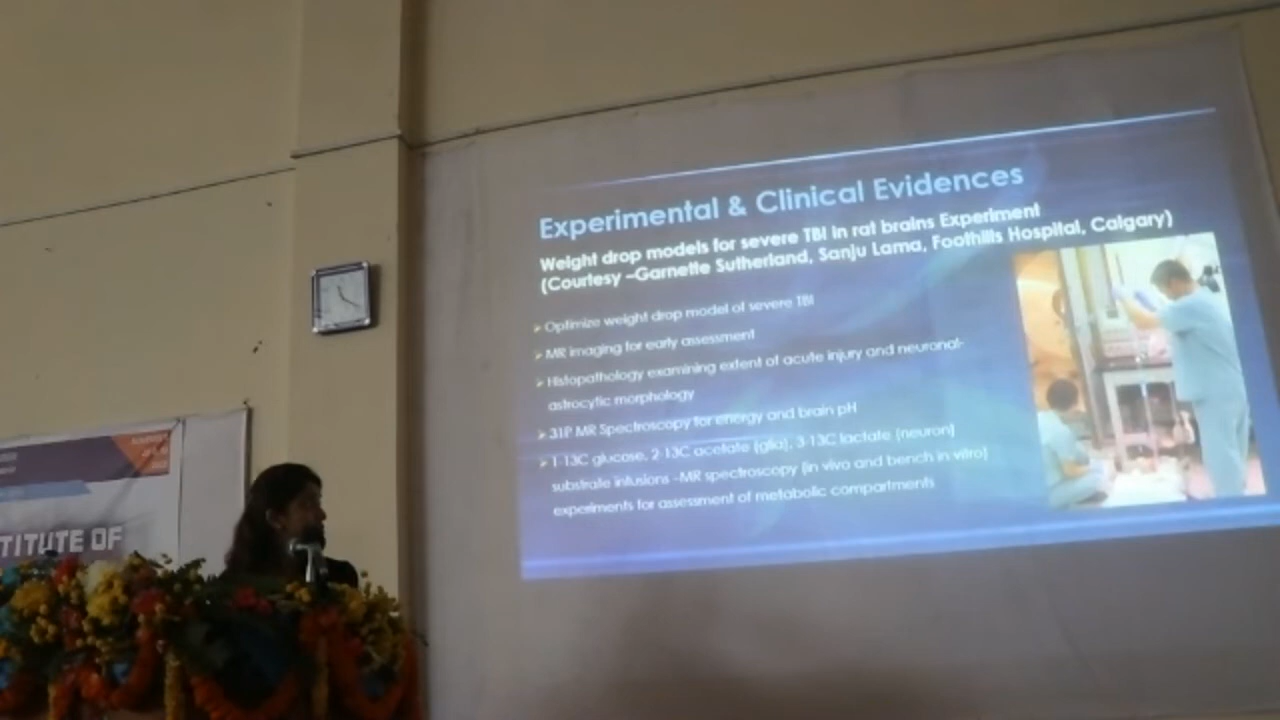 Experimental & Clinical Evidences
Weight drop models for severe TBI in rat brains Experiment
(Courtesy –Garnette Sutherland, Sanju Lama, Foothills Hospital, Calgary)
Optimize weight drop model of severe TBI
MR imaging for early assessment
Histopathology examining extent of acute injury and neuronal-
astrocytic morphology
31P MR Spectroscopy for energy and brain pH
1-13C glucose, 2-13C acetate (glia), 3-13C lactate (neuron)
substrate infusions –MR spectroscopy (in vivo and bench in vitro)
experiments for assessment of metabolic compartments
TITUTE OF